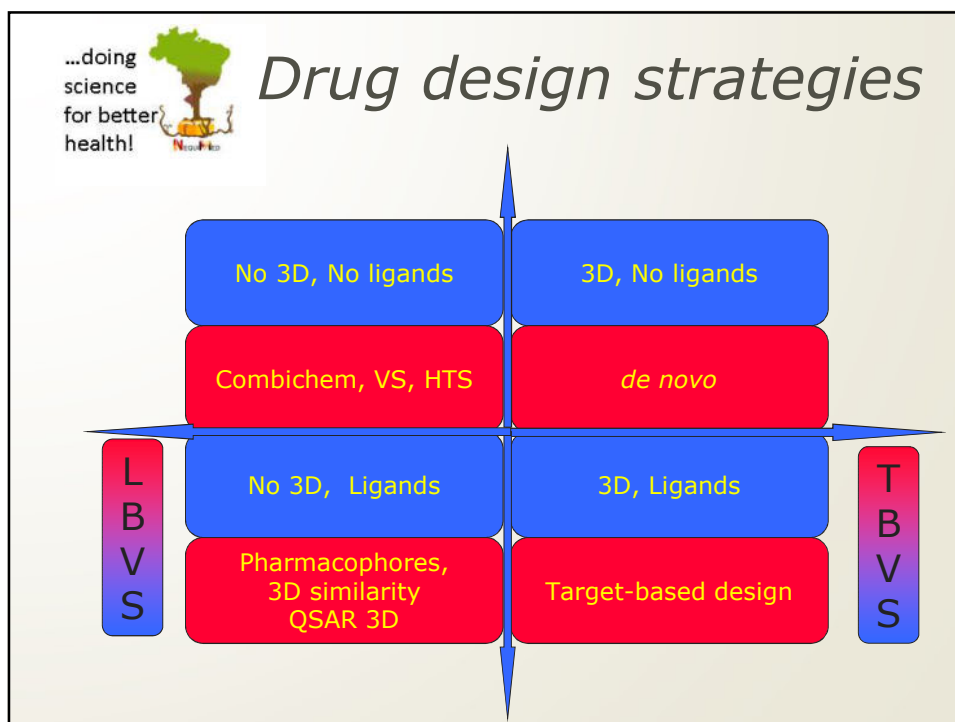 ...doing
science
for better
health!
NEQUIMED
Drug design strategies
No 3D, No ligands
3D, No ligands
Combichem, VS, HTS
de novo
No 3D, Ligands
3D, Ligands
Pharmacophores,
3D similarity
QSAR 3D
Target-based design
L
B
V
S
T
B
V
S